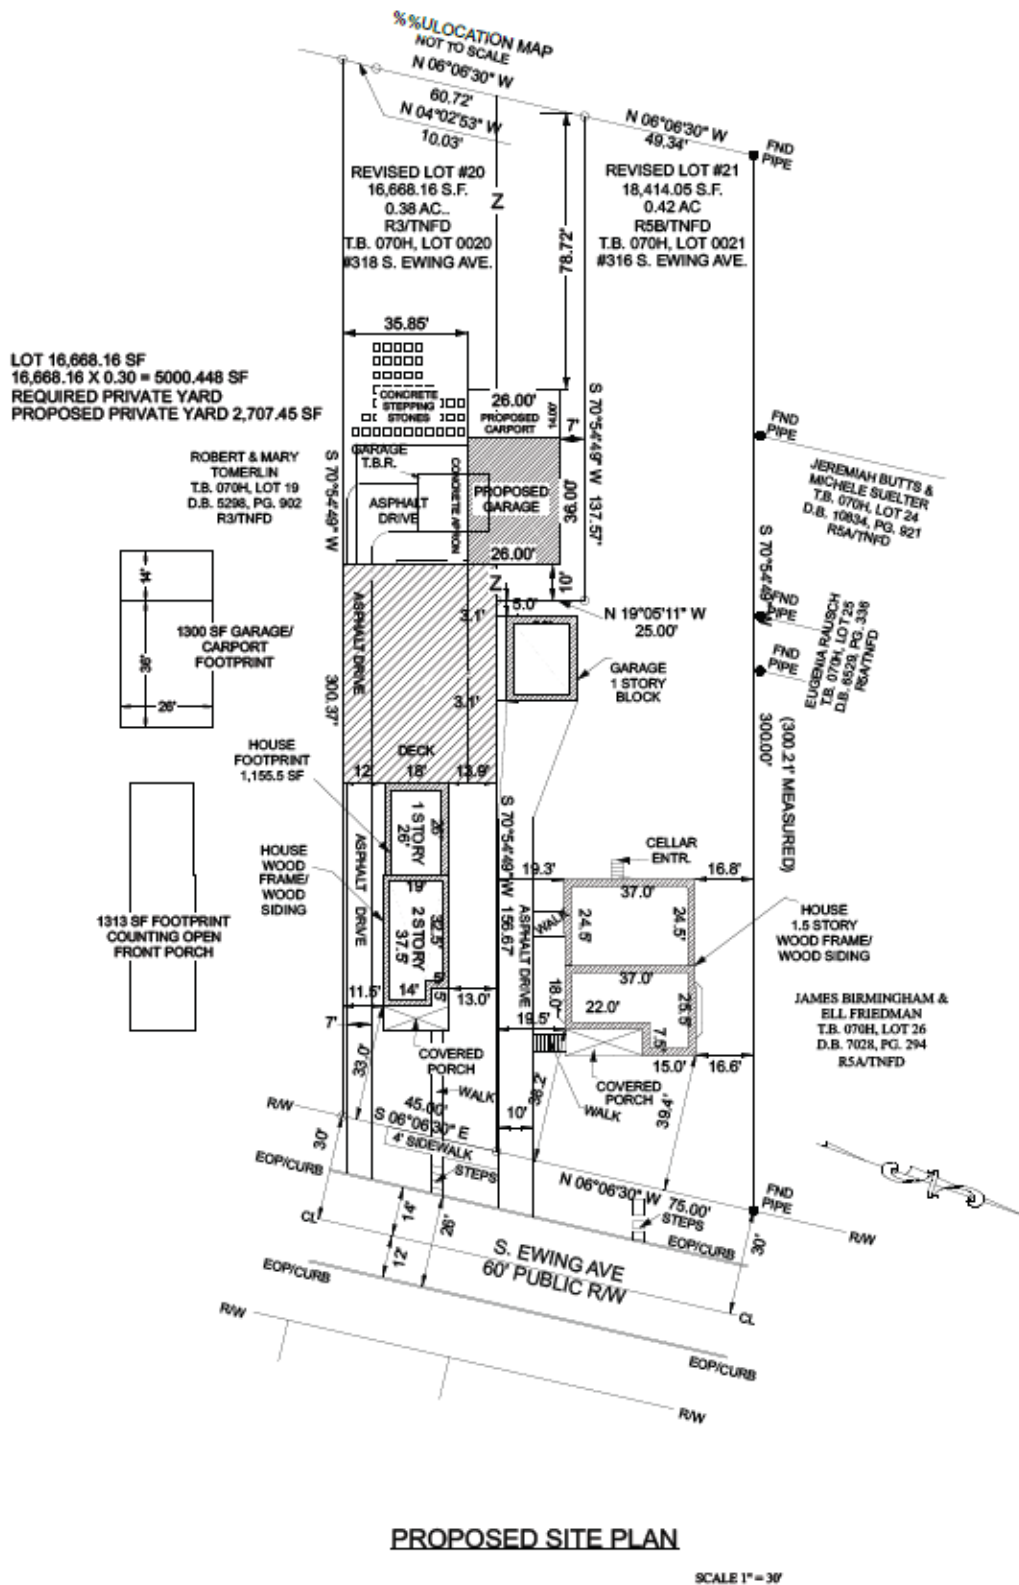 %%ULOCATION MAP
NOT TO SCALE
N 06°06'30" W
60.72'
N 04°02'53" W
10.03'
N 06°06'30" W
49.34'
FND
PIPE
REVISED LOT #20
16,668.16 S.F.
0.38 AC..
R3/TNFD
T.B. 070H, LOT 0020
#318 S. EWING AVE.
Z
78.72'
REVISED LOT #21
18,414.05 S.F.
0.42 AC
R5B/TNFD
T.B. 070H, LOT 0021
#316 S. EWING AVE.
35.85'
LOT 16,668.16 SF
16,668.16 X 0.30 = 5000.448 SF
REQUIRED PRIVATE YARD
PROPOSED PRIVATE YARD 2,707.45 SF
CONCRETE
STEPPING
STONES
26.00'
PROPOSED
CARPORT
14.00'
7'
S 70°54'49" W 137.57'
FND
PIPE
ROBERT & MARY
TOMERLIN
T.B. 070H, LOT 19
D.B. 5298, PG. 902
R3/TNFD
S 70°54'49" W
300.37'
GARAGE
T.B.R.
ASPHALT
DRIVE
CONCRETE APRON
PROPOSED
GARAGE
36.00'
26.00'
10'
JEREMIAH BUTTS &
MICHELE SUELTER
T.B. 070H, LOT 24
D.B. 10834, PG. 921
R5A/TNFD
14'
36'
26'
1300 SF GARAGE/
CARPORT
FOOTPRINT
ASPHALT DRIVE
Z
3.1'
5.0'
N 19°05'11" W
25.00'
GARAGE
1 STORY
BLOCK
3.1'
S 70°54'49" W
300.00'
(300.21' MEASURED)
FND
PIPE
FND
PIPE
EUGENIA RAUSCH
T.B. 070H, LOT 25
D.B. 6529, PG. 336
R5A/TNFD
HOUSE
FOOTPRINT
1,155.5 SF
DECK
12
18'
13.9'
1 STORY
26'
26'
S 70°54'49" W 156.67'
CELLAR
ENTR.
19.3'
37.0'
16.8'
HOUSE
WOOD
FRAME/
WOOD
SIDING
ASPHALT DRIVE
19'
2 STORY
37.5'
32.5'
14'
ASPHALT DRIVE
WALK
24.5'
24.5'
HOUSE
1.5 STORY
WOOD FRAME/
WOOD SIDING
1313 SF FOOTPRINT
COUNTING OPEN
FRONT PORCH
37.0'
22.0'
25.5'
18.0'
7.5'
15.0'
11.5'
13.0'
19.5'
16.6'
7'
33.0'
COVERED
PORCH
WALK
38.2'
COVERED
PORCH
WALK
39.4'
JAMES BIRMINGHAM &
ELL FRIEDMAN
T.B. 070H, LOT 26
D.B. 7028, PG. 294
R5A/TNFD
R/W
45.00'
S 06°06'30" E
4' SIDEWALK
10'
30'
EOP/CURB
STEPS
N 06°06'30" W 75.00'
STEPS
FND
PIPE
R/W
CL
14'
26'
12'
S. EWING AVE
60' PUBLIC R/W
EOP/CURB
30'
EOP/CURB
CL
R/W
EOP/CURB
R/W
PROPOSED SITE PLAN
SCALE 1" = 30'